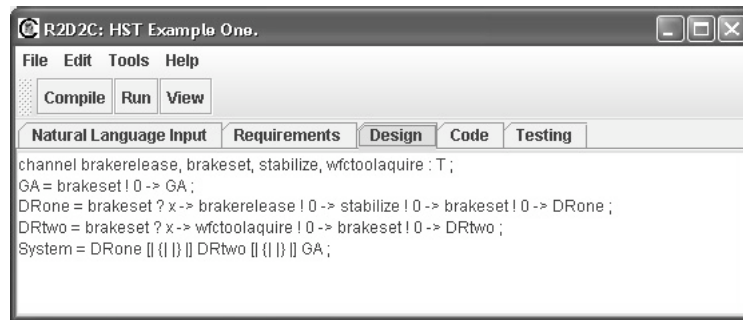 R2D2C: HST Example One.
File Edit Tools Help
Compile Run View
Natural Language Input Requirements Design Code Testing
channel brakerelease, brakeset, stabilize, wfctoolaquire : T ;
GA = brakeset ! 0 -> GA ;
DRone = brakeset ? x -> brakerelease ! 0 -> stabilize ! 0 -> brakeset ! 0 -> DRone ;
DRtwo = brakeset ? x -> wfctoolaquire ! 0 -> brakeset ! 0 -> DRtwo ;
System = DRone [| {| |} |] DRtwo [| {| |} |] GA ;